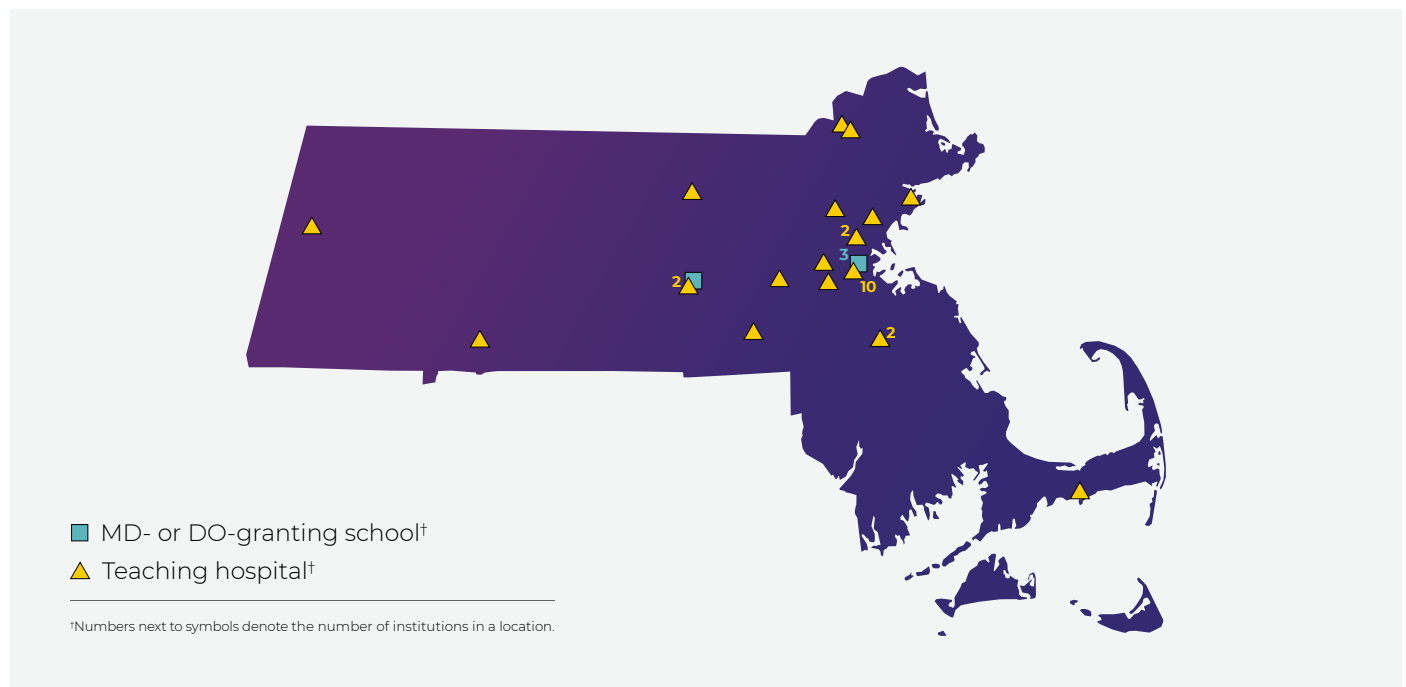 2
3
2
10
2
MD- or DO-granting school†
Teaching hospital†
†Numbers next to symbols denote the number of institutions in a location.